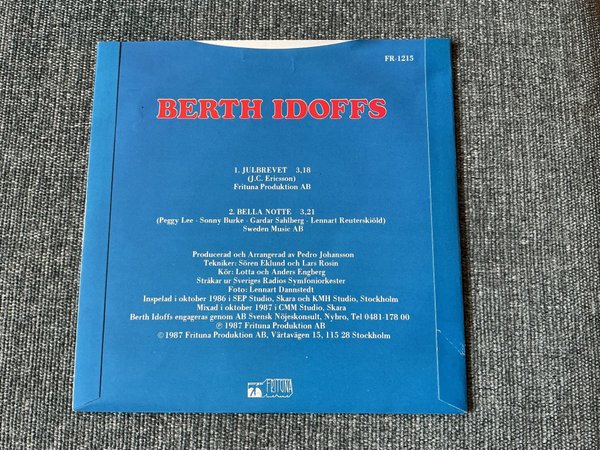 FR-1215
BERTH IDOFFS
1. JULBREVET 3,18
(J.C. Ericsson)
Frituna Produktion AB
2. BELLA NOTTE 3,21
(Peggy Lee · Sonny Burke · Gardar Sahlberg · Lennart Reuterskiöld)
Sweden Music AB
Producerad och Arrangerad av Pedro Johansson
Tekniker: Sören Eklund och Lars Rosin
Kör: Lotta och Anders Engberg
Stråkar ur Sveriges Radios Symfoniorkester
Foto: Lennart Dannstedt
Inspelad i oktober 1986 i SEP Studio, Skara och KMH Studio, Stockholm
Mixad i oktober 1987 i CMM Studio, Skara
Berth Idoffs engageras genom AB Svensk Nöjeskonsult, Nybro, Tel 0481-178 00
℗ 1987 Frituna Produktion AB
© 1987 Frituna Produktion AB, Värtavägen 15, 115 28 Stockholm
FRITUNA